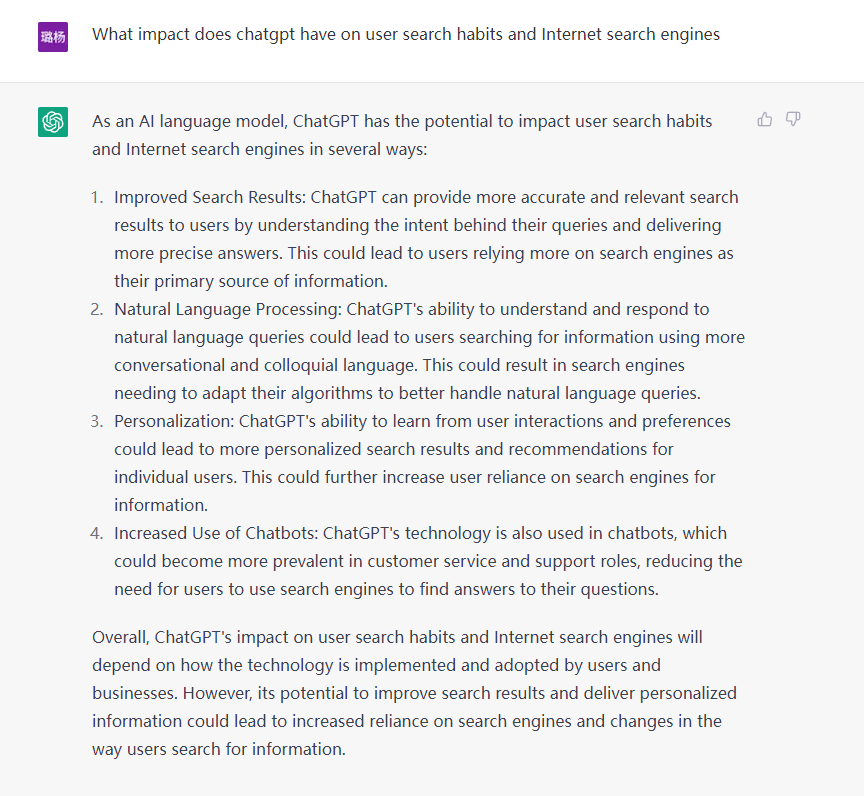 璐杨
What impact does chatgpt have on user search habits and Internet search engines
As an AI language model, ChatGPT has the potential to impact user search habits
and Internet search engines in several ways:
1. Improved Search Results: ChatGPT can provide more accurate and relevant search
results to users by understanding the intent behind their queries and delivering
more precise answers. This could lead to users relying more on search engines as
their primary source of information.
2. Natural Language Processing: ChatGPT's ability to understand and respond to
natural language queries could lead to users searching for information using more
conversational and colloquial language. This could result in search engines
needing to adapt their algorithms to better handle natural language queries.
3. Personalization: ChatGPT's ability to learn from user interactions and preferences
could lead to more personalized search results and recommendations for
individual users. This could further increase user reliance on search engines for
information.
4. Increased Use of Chatbots: ChatGPT's technology is also used in chatbots, which
could become more prevalent in customer service and support roles, reducing the
need for users to use search engines to find answers to their questions.
Overall, ChatGPT's impact on user search habits and Internet search engines will
depend on how the technology is implemented and adopted by users and
businesses. However, its potential to improve search results and deliver personalized
information could lead to increased reliance on search engines and changes in the
way users search for information.